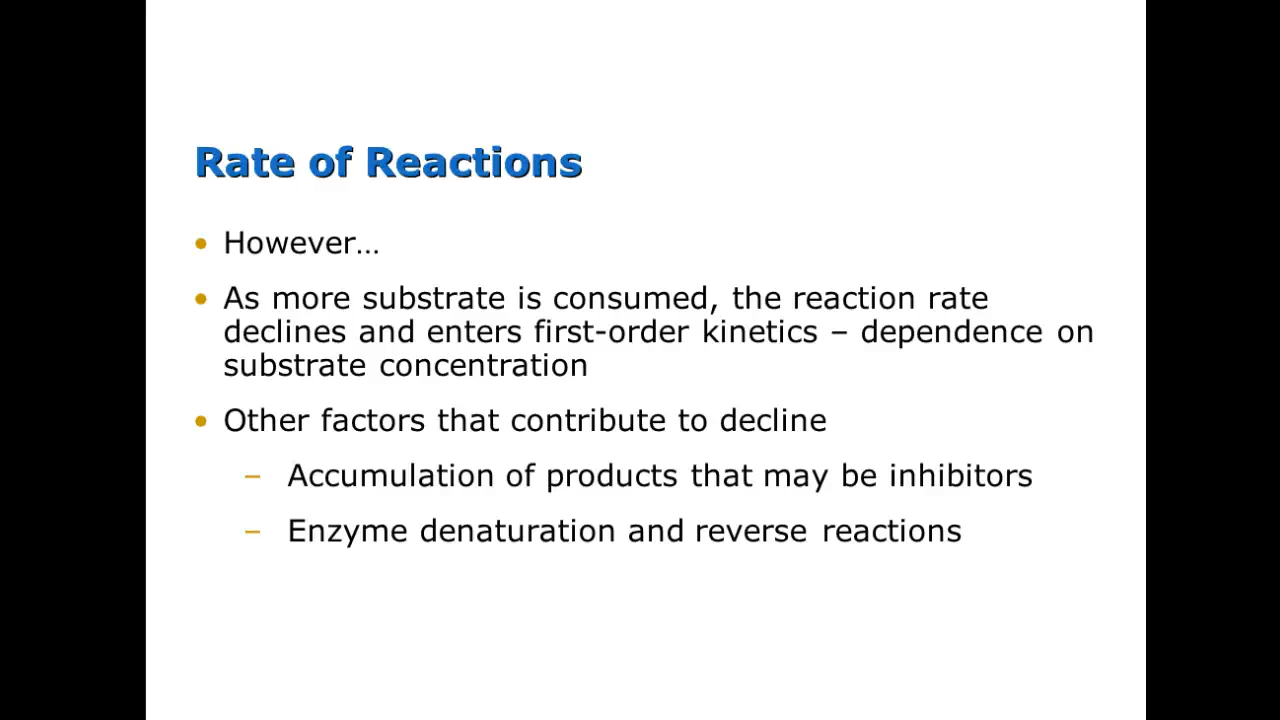 Rate of Reactions
• However…
• As more substrate is consumed, the reaction rate
declines and enters first-order kinetics – dependence on
substrate concentration
• Other factors that contribute to decline
– Accumulation of products that may be inhibitors
– Enzyme denaturation and reverse reactions